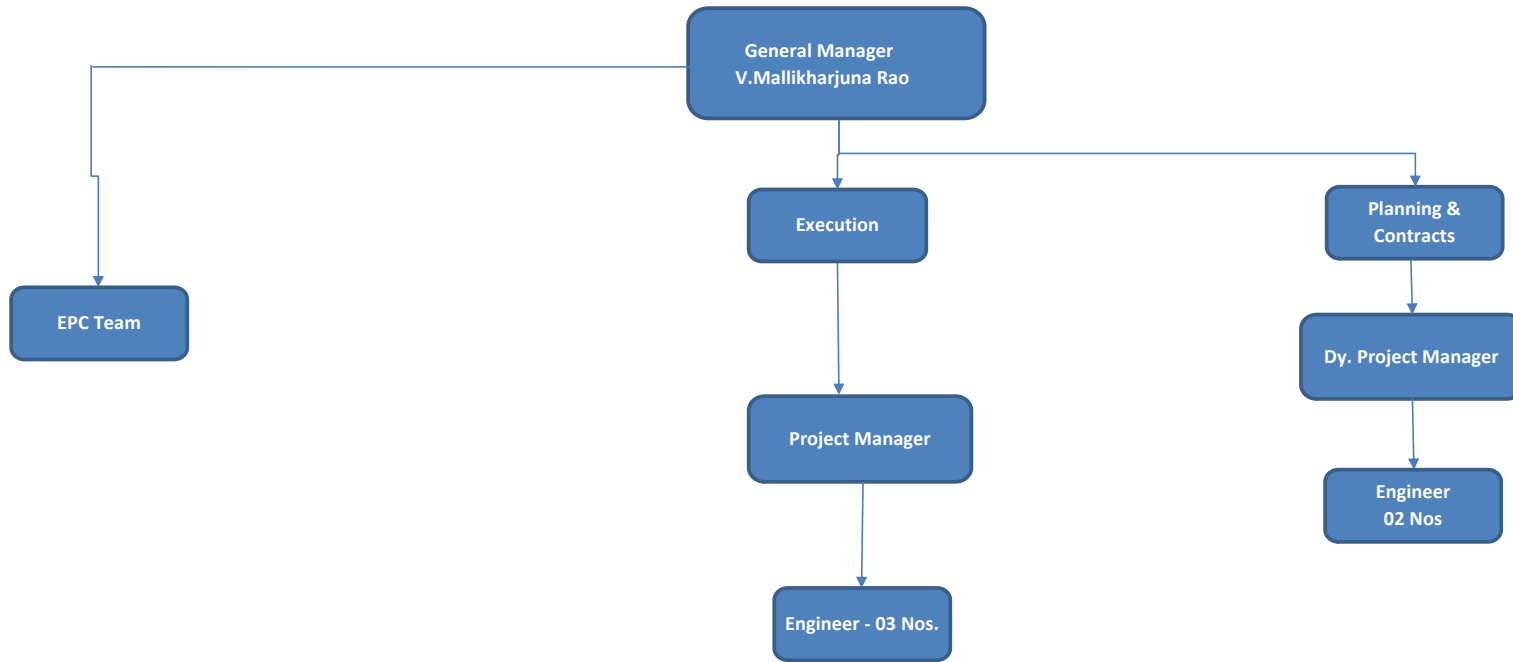 General Manager
V.Mallikharjuna Rao
Execution
Planning &
Contracts
EPC Team
Dy. Project Manager
Project Manager
Engineer
02 Nos
Engineer - 03 Nos.